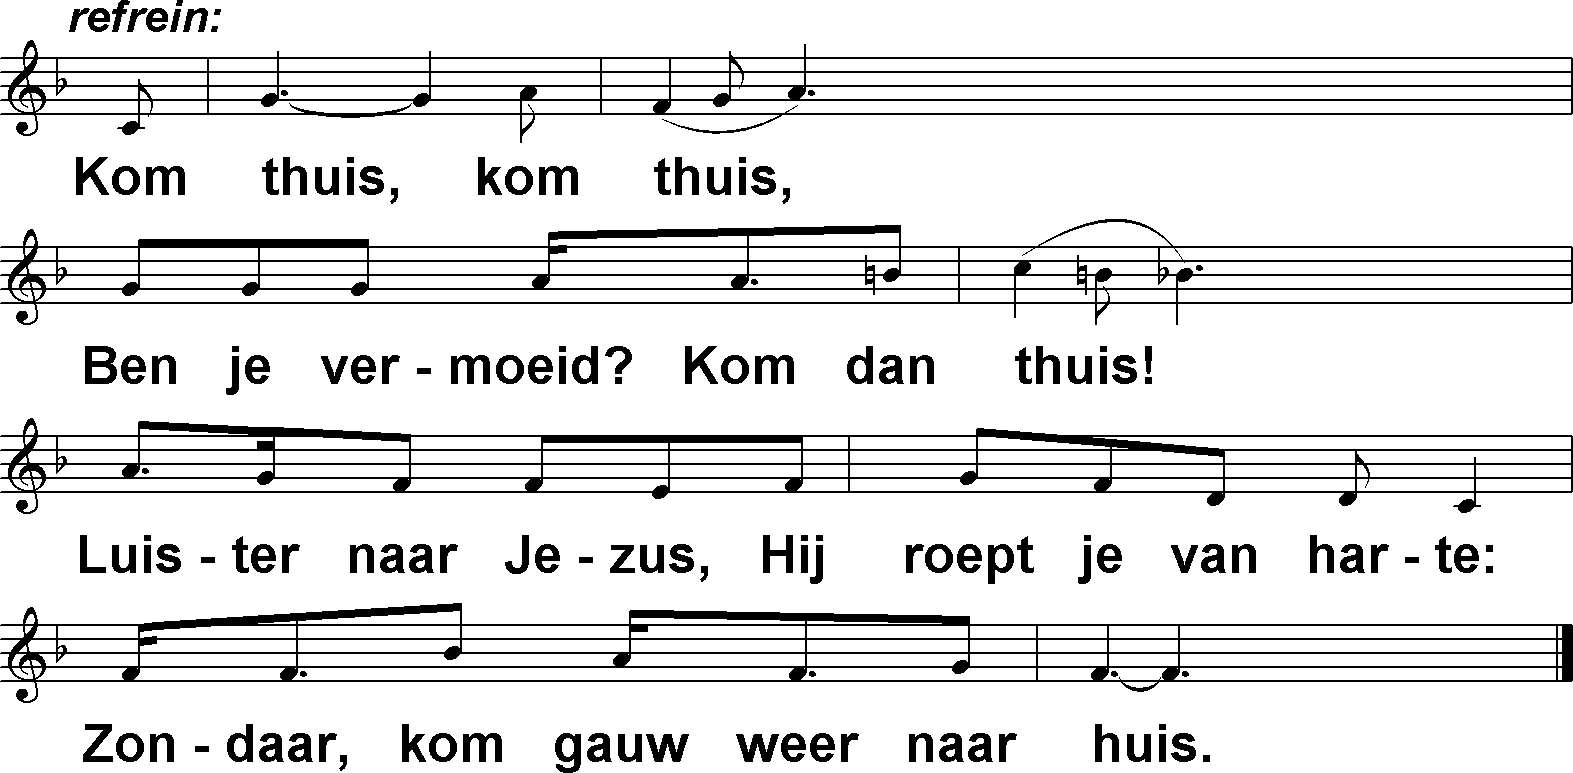 refrein:
Kom thuis, kom thuis,
Ben je ver - moeid? Kom dan thuis!
Luis - ter naar Je - zus, Hij roept je van har - te:
Zon - daar, kom gauw weer naar huis.